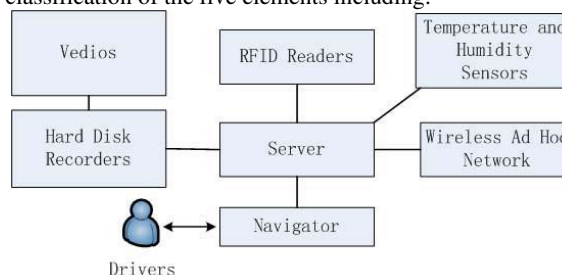 classification of the five elements including:
Vedios
RFID Readers
Temperature and
Humidity
Sensors
Hard Disk
Recorders
Server
Wireless Ad Hoc
Network
Navigator
Drivers